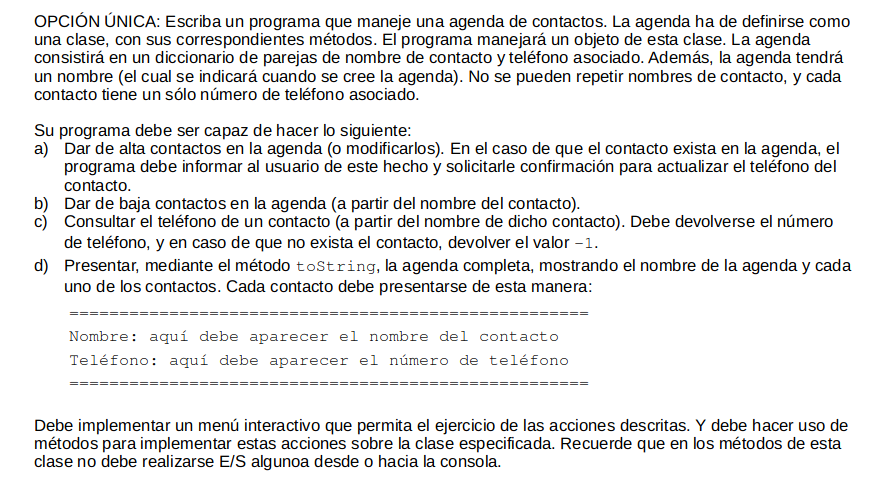 OPCIÓN ÚNICA: Escriba un programa que maneje una agenda de contactos. La agenda ha de definirse como
una clase, con sus correspondientes métodos. El programa manejará un objeto de esta clase. La agenda
consistirá en un diccionario de parejas de nombre de contacto y teléfono asociado. Además, la agenda tendrá
un nombre (el cual se indicará cuando se cree la agenda). No se pueden repetir nombres de contacto, y cada
contacto tiene un sólo número de teléfono asociado.
Su programa debe ser capaz de hacer lo siguiente:
a) Dar de alta contactos en la agenda (o modificarlos). En el caso de que el contacto exista en la agenda, el
programa debe informar al usuario de este hecho y solicitarle confirmación para actualizar el teléfono del
contacto.
b) Dar de baja contactos en la agenda (a partir del nombre del contacto).
c) Consultar el teléfono de un contacto (a partir del nombre de dicho contacto). Debe devolverse el número
de teléfono, y en caso de que no exista el contacto, devolver el valor -1.
d) Presentar, mediante el método toString, la agenda completa, mostrando el nombre de la agenda y cada
uno de los contactos. Cada contacto debe presentarse de esta manera:
====================================================
Nombre: aquí debe aparecer el nombre del contacto
Teléfono: aquí debe aparecer el número de teléfono
====================================================
Debe implementar un menú interactivo que permita el ejercicio de las acciones descritas. Y debe hacer uso de
métodos para implementar estas acciones sobre la clase especificada. Recuerde que en los métodos de esta
clase no debe realizarse E/S algunoa desde o hacia la consola.